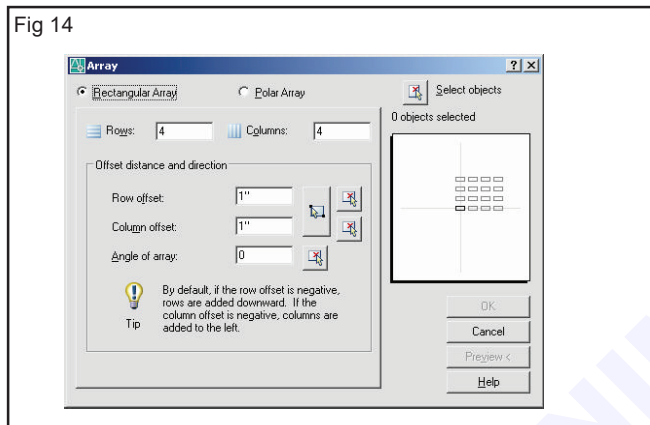 Fig 14
Array
Rectangular Array Polar Array Select objects
0 objects selected
Rows: 4 Columns: 4
Offset distance and direction
Row offset: 1"
Column offset: 1"
Angle of array: 0
By default, if the row offset is negative,
rows are added downward. If the
column offset is negative, columns are
added to the left.
Tip
OK
Cancel
Preview <
Help